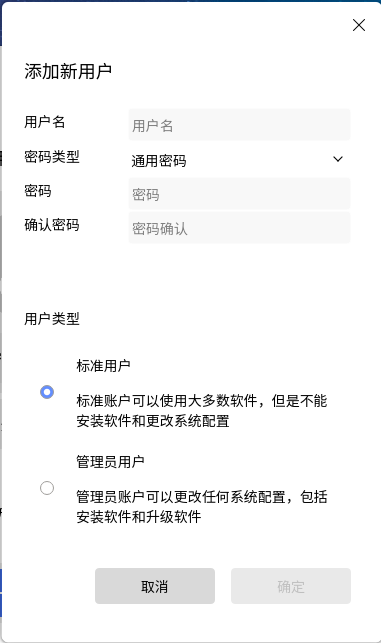 添加新用户
用户名 用户名
密码类型 通用密码
密码 密码
确认密码 密码确认
用户类型
标准用户
标准账户可以使用大多数软件，但是不能
安装软件和更改系统配置
管理员用户
管理员账户可以更改任何系统配置，包括
安装软件和升级软件
取消 确定